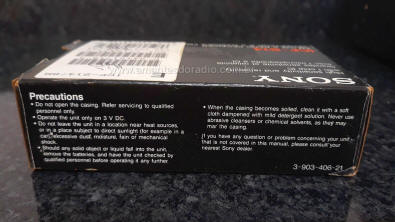 www.armandodoradio.com
SONY
Precautions
• Do not open the casing. Refer servicing to qualified
personnel only.
• Operate the unit only on 3 V DC.
• Do not leave the unit in a location near heat sources,
or in a place subject to direct sunlight (for example in a
car), excessive dust, moisture, rain or mechanical
shock.
• Should any solid object or liquid fall into the unit,
remove the batteries, and have the unit checked by
qualified personnel before operating it any further
• When the casing becomes soiled, clean it with a soft
cloth dampened with mild detergent solution. Never use
abrasive cleansers or chemical solvents, as they may
mar the casing.
If you have any question or problem concerning your unit
that is not covered in this manual, please consult your
nearest Sony dealer.
3-903-406-21